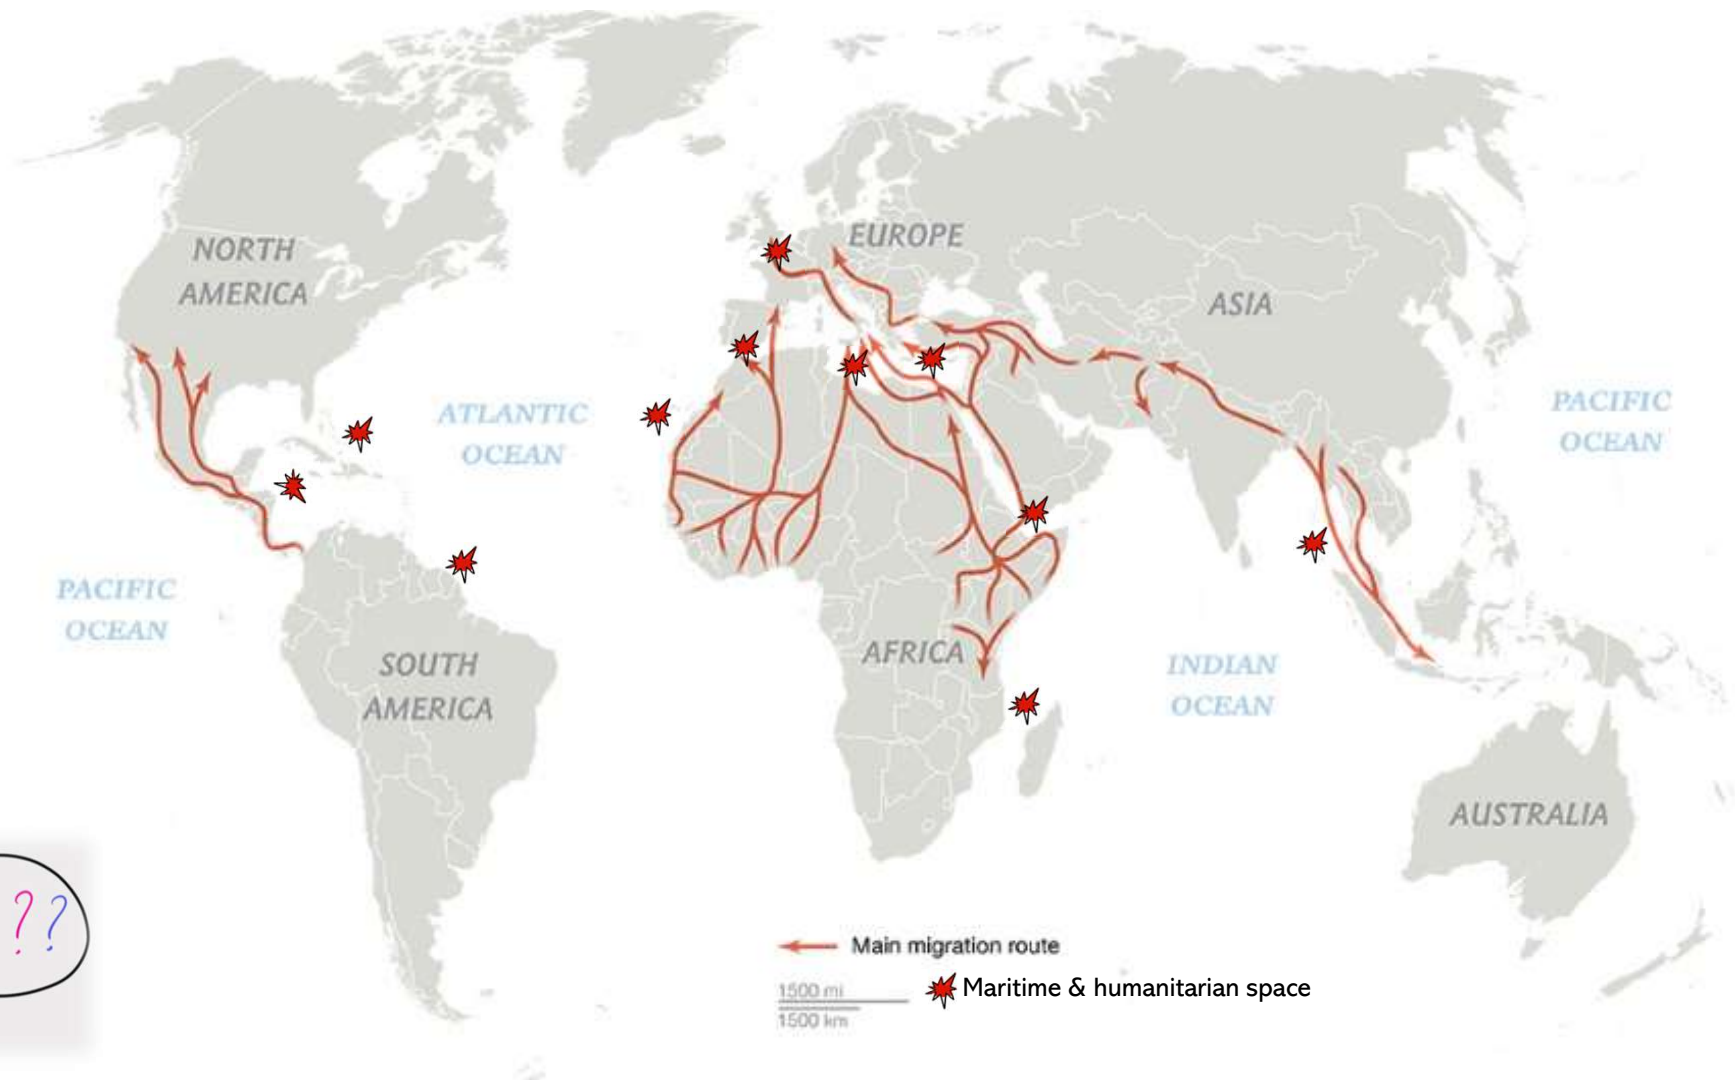 NORTH
AMERICA
EUROPE
ASIA
ATLANTIC
OCEAN
PACIFIC
OCEAN
PACIFIC
OCEAN
SOUTH
AMERICA
AFRICA
INDIAN
OCEAN
AUSTRALIA
??
Main migration route
Maritime & humanitarian space
1500 mi
1500 km